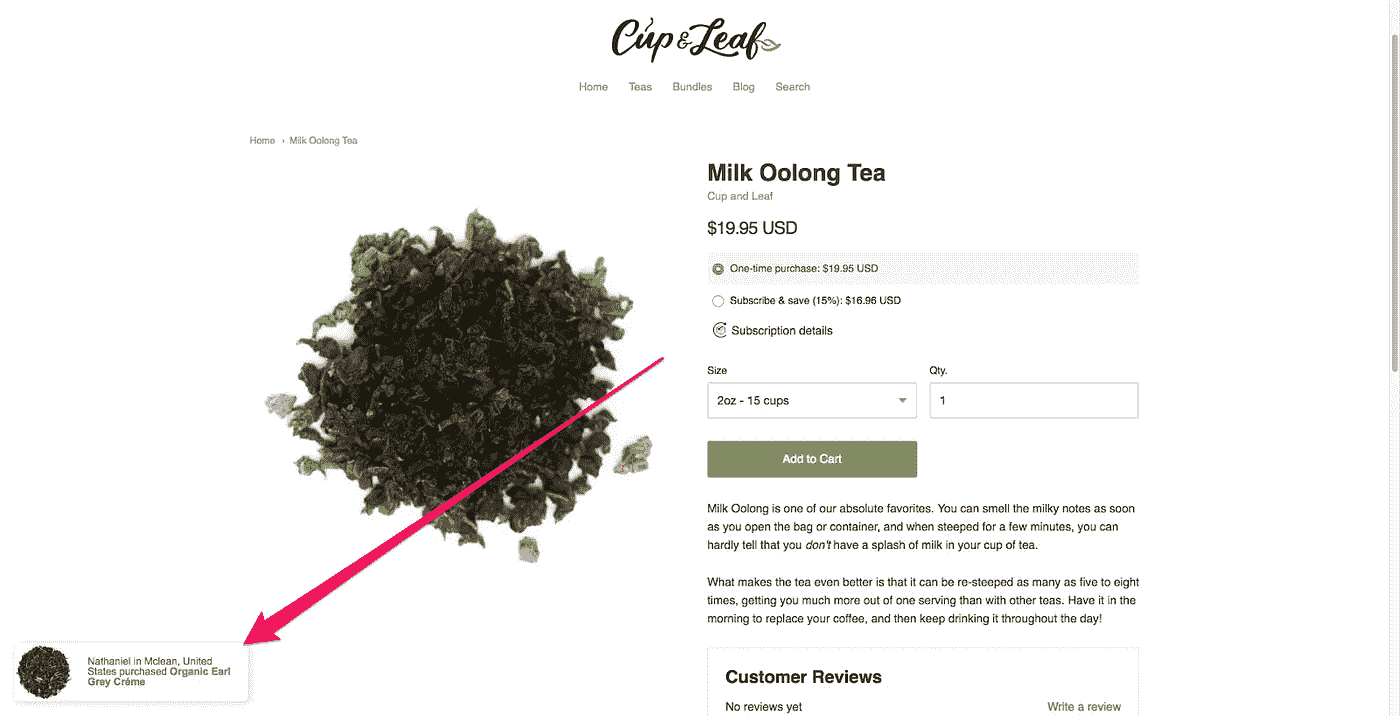 Cup & Leaf
Home Teas Bundles Blog Search
Home › Milk Oolong Tea
Milk Oolong Tea
Cup and Leaf
$19.95 USD
One-time purchase: $19.95 USD
Subscribe & save (15%): $16.96 USD
Subscription details
Size Qty.
2oz - 15 cups 1
Add to Cart
Milk Oolong is one of our absolute favorites. You can smell the milky notes as soon
as you open the bag or container, and when steeped for a few minutes, you can
hardly tell that you don't have a splash of milk in your cup of tea.
What makes the tea even better is that it can be re-steeped as many as five to eight
times, getting you much more out of one serving than with other teas. Have it in the
morning to replace your coffee, and then keep drinking it throughout the day!
Customer Reviews
No reviews yet Write a review
Nathaniel in Mclean, United
States purchased Organic Earl
Grey Créme